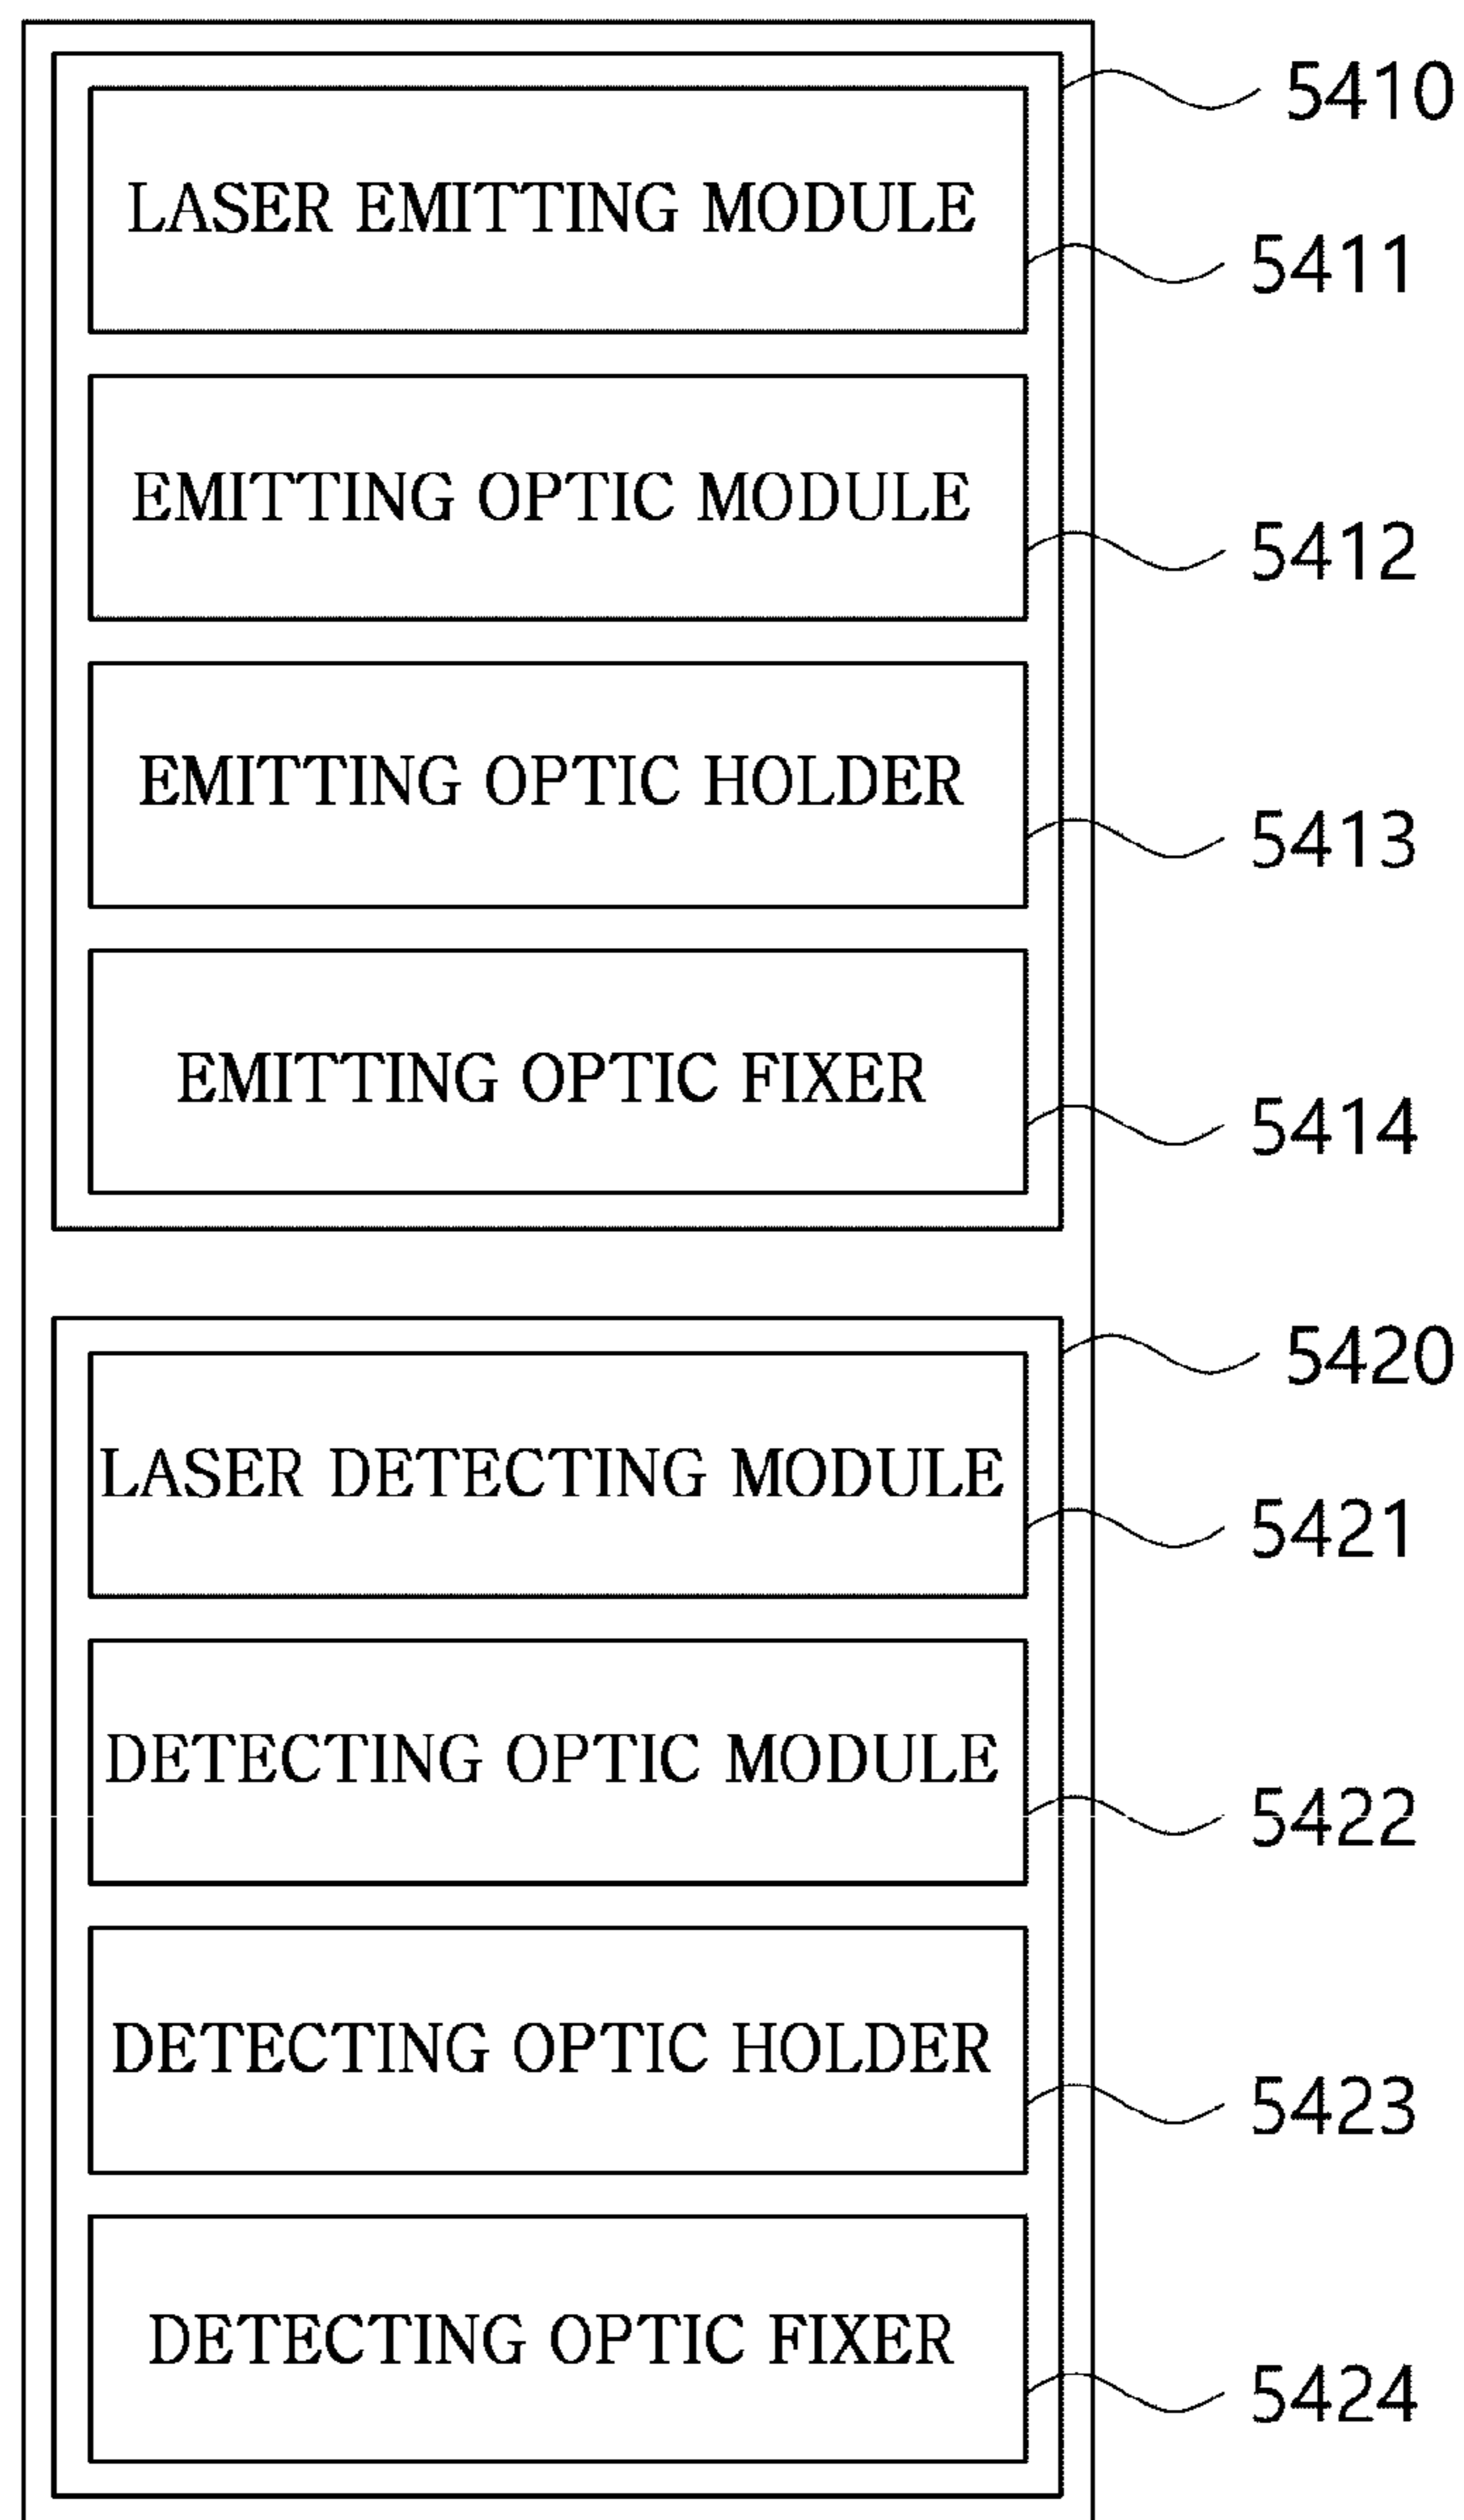 5410
LASER EMITTING MODULE
5411
EMITTING OPTIC MODULE
5412
EMITTING OPTIC HOLDER
5413
EMITTING OPTIC FIXER
5414
5420
LASER DETECTING MODULE
5421
DETECTING OPTIC MODULE
5422
DETECTING OPTIC HOLDER
5423
DETECTING OPTIC FIXER
5424